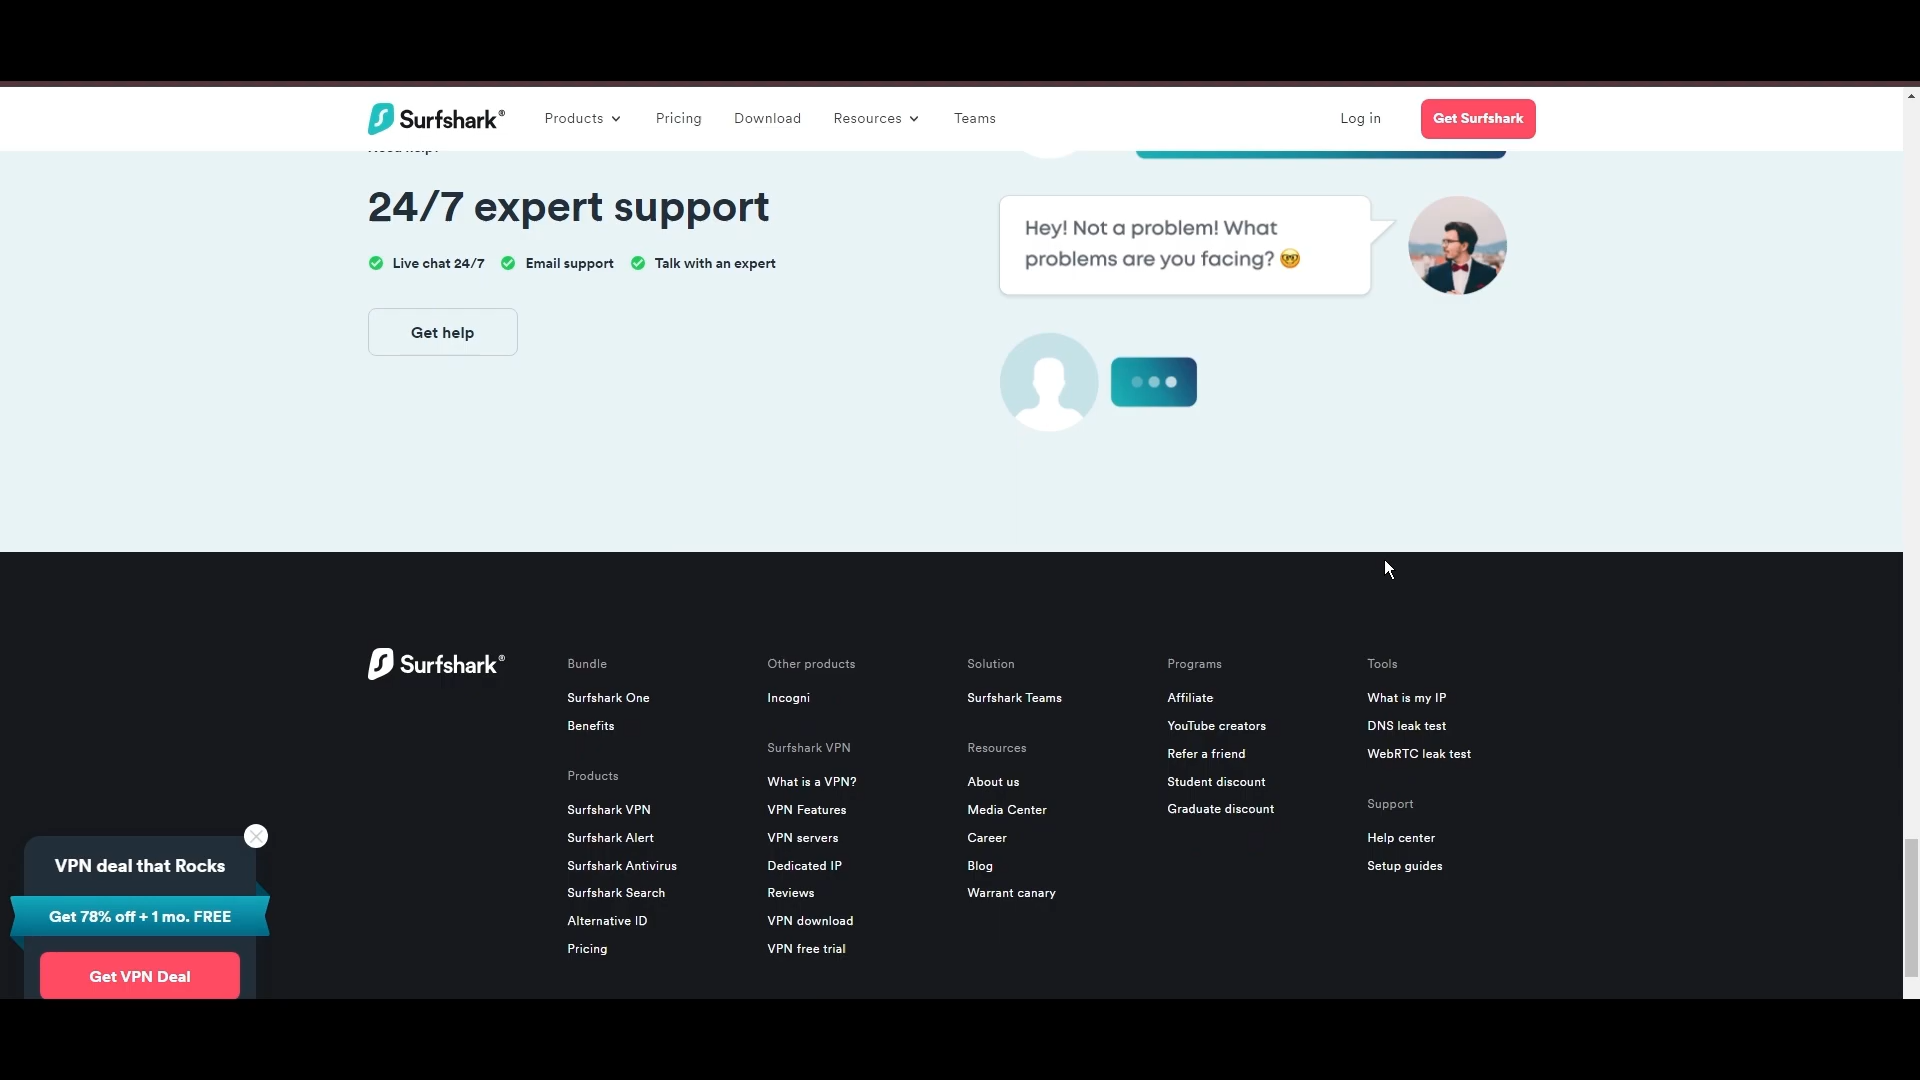 Surfshark®
Products
Pricing
Download
Resources
Teams
Log in
Get Surfshark
Need help?
24/7 expert support
Live chat 24/7
Email support
Talk with an expert
Get help
Hey! Not a problem! What
problems are you facing? 🤓
Surfshark®
Bundle
Surfshark One
Benefits
Products
Surfshark VPN
Surfshark Alert
Surfshark Antivirus
Surfshark Search
Alternative ID
Pricing
Other products
Incogni
Surfshark VPN
What is a VPN?
VPN Features
VPN servers
Dedicated IP
Reviews
VPN download
VPN free trial
Solution
Surfshark Teams
Resources
About us
Media Center
Career
Blog
Warrant canary
Programs
Affiliate
YouTube creators
Refer a friend
Student discount
Graduate discount
Tools
What is my IP
DNS leak test
WebRTC leak test
Support
Help center
Setup guides
VPN deal that Rocks
Get 78% off + 1 mo. FREE
Get VPN Deal